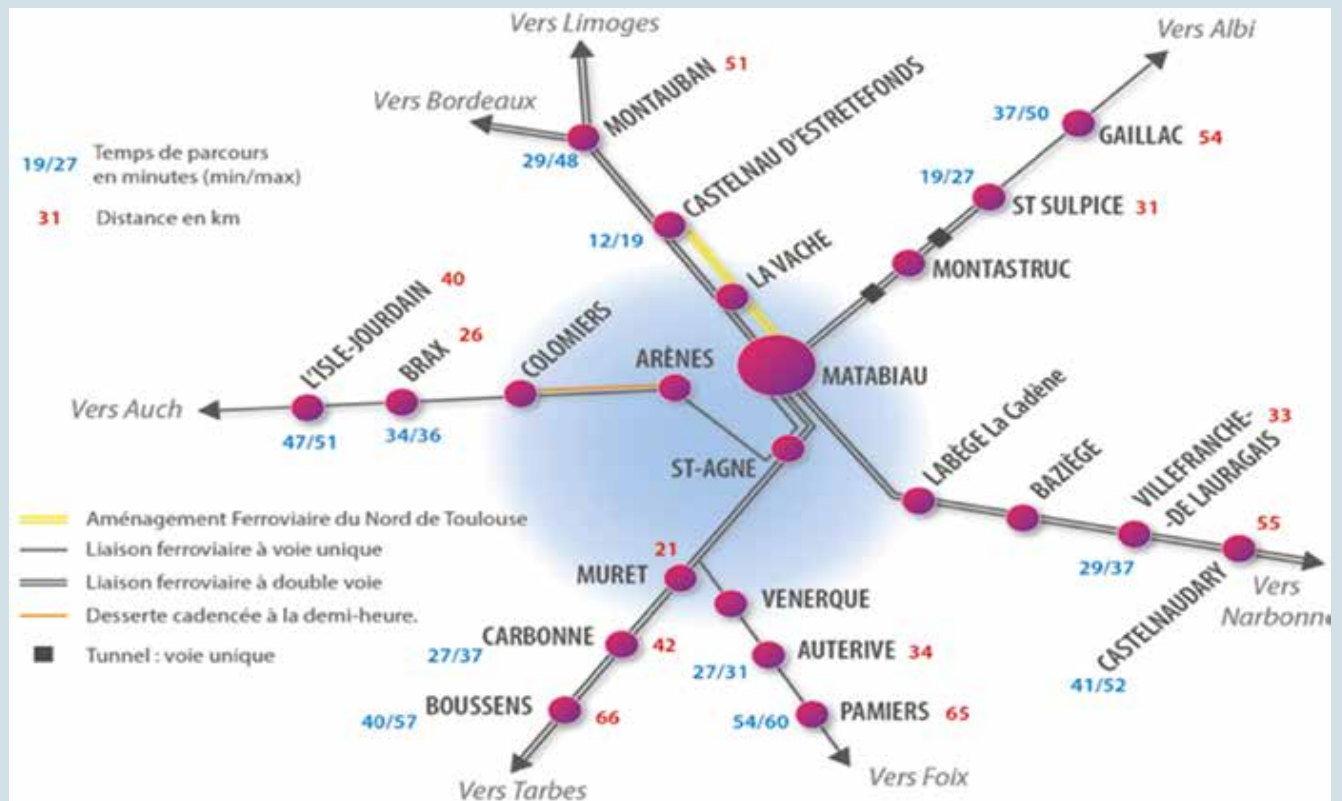 Vers Limoges
Vers Albi
Vers Bordeaux
MONTAUBAN 51
29/48
CASTELNAU D'ESTRETEFONDS
12/19
LA VACHE
37/50
GAILLAC 54
19/27
ST SULPICE 31
MONTASTRUC
19/27 Temps de parcours
en minutes (min/max)
31 Distance en km
L'ISLE-JOURDAIN 40
47/51
BRAX 26
34/36
COLOMIERS
ARÈNES
MATABIAU
Vers Auch
ST-AGNE
LABÈGE La Cadène
BAZIÈGE
VILLEFRANCHE-
-DE LAURAGAIS
33
29/37
55
CASTELNAUDARY
41/52
Vers
Narbonne
Aménagement Ferroviaire du Nord de Toulouse
Liaison ferroviaire à voie unique
Liaison ferroviaire à double voie
Desserte cadencée à la demi-heure.
Tunnel : voie unique
21
MURET
CARBONNE
27/37
42
BOUSSENS
40/57
66
Vers Tarbes
VENERQUE
AUTERIVE 34
27/31
PAMIERS 65
54/60
Vers Foix